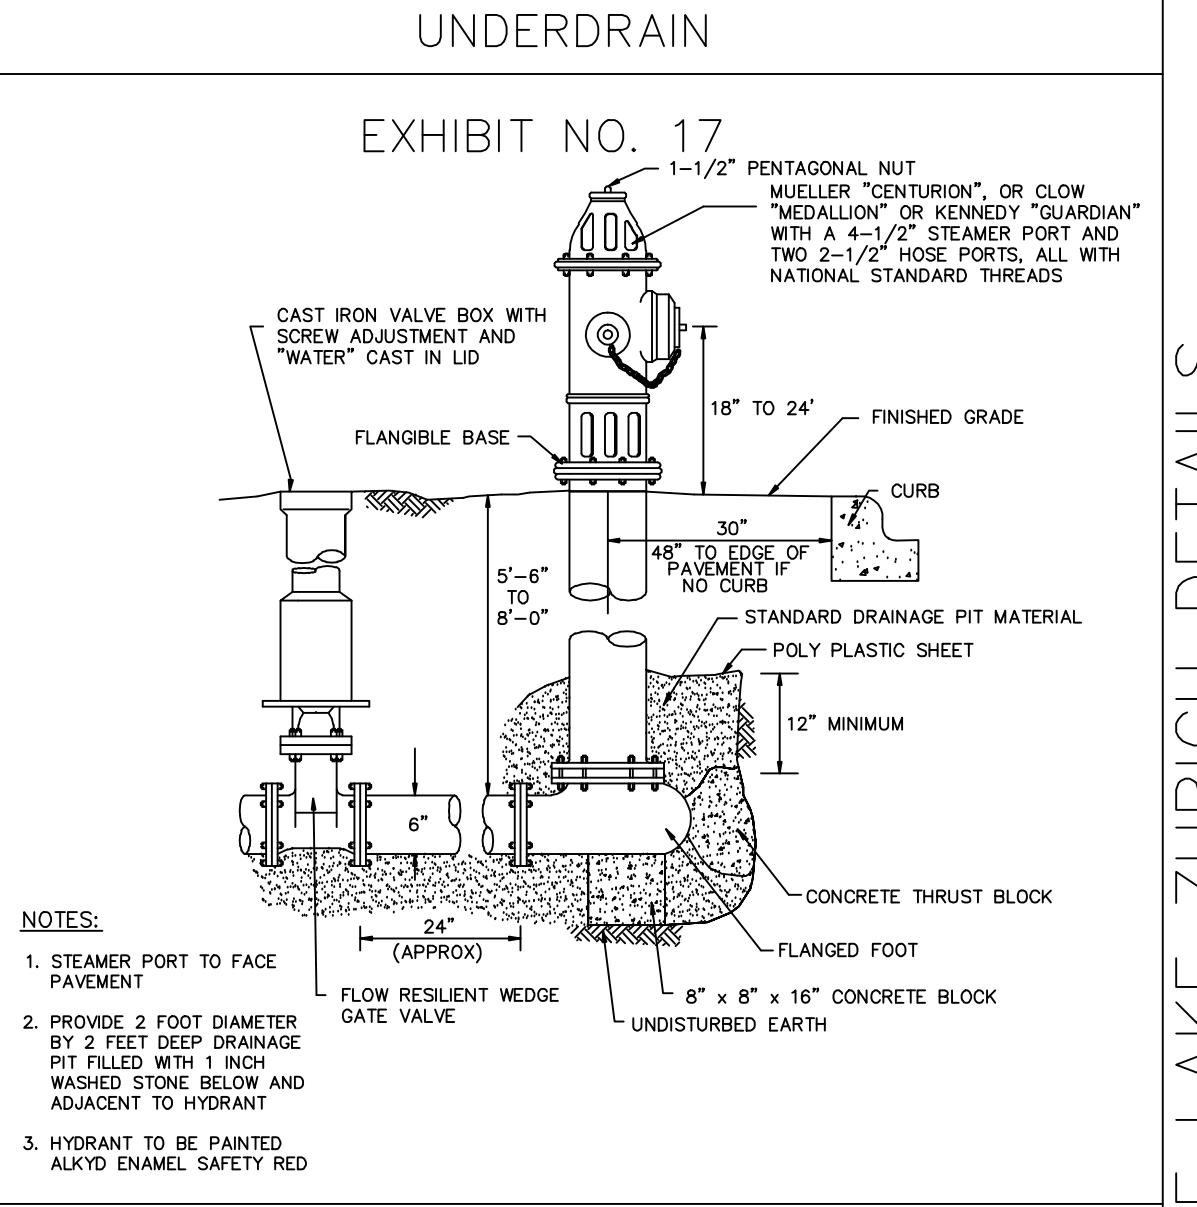 UNDERDRAIN
EXHIBIT NO. 17
1-1/2" PENTAGONAL NUT
MUELLER "CENTURION", OR CLOW
"MEDALLION" OR KENNEDY "GUARDIAN"
WITH A 4-1/2" STEAMER PORT AND
TWO 2-1/2" HOSE PORTS, ALL WITH
NATIONAL STANDARD THREADS
CAST IRON VALVE BOX WITH
SCREW ADJUSTMENT AND
"WATER" CAST IN LID
18" TO 24'
FINISHED GRADE
FLANGIBLE BASE
CURB
30"
48" TO EDGE OF
PAVEMENT IF
NO CURB
5'-6"
TO
8'-0"
STANDARD DRAINAGE PIT MATERIAL
POLY PLASTIC SHEET
12" MINIMUM
6"
CONCRETE THRUST BLOCK
24"
(APPROX)
FLANGED FOOT
FLOW RESILIENT WEDGE
GATE VALVE
8" x 8" x 16" CONCRETE BLOCK
UNDISTURBED EARTH
NOTES:
1. STEAMER PORT TO FACE
PAVEMENT
2. PROVIDE 2 FOOT DIAMETER
BY 2 FEET DEEP DRAINAGE
PIT FILLED WITH 1 INCH
WASHED STONE BELOW AND
ADJACENT TO HYDRANT
3. HYDRANT TO BE PAINTED
ALKYD ENAMEL SAFETY RED
LAKE ZURICH DETAILS